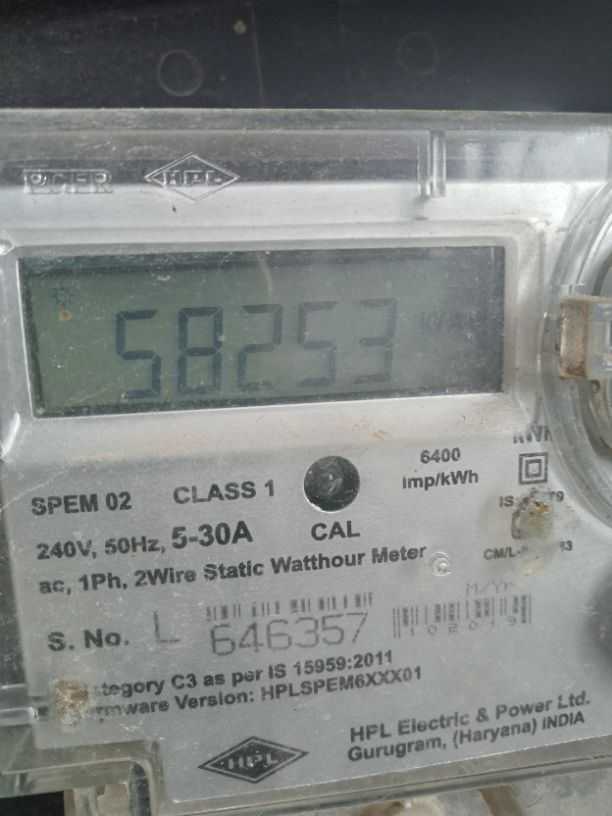 HPL
58253
6400
imp/kWh
SPEM 02 CLASS 1
240V, 50Hz, 5-30A CAL
ac, 1Ph, 2Wire Static Watthour Meter
M/Yr
S. No. L 646357
C3 as per IS 15959:2011
Version: HPLSPEM6XXX01
HPL Electric & Power Ltd.
Gurugram, (Haryana) INDIA
HPL